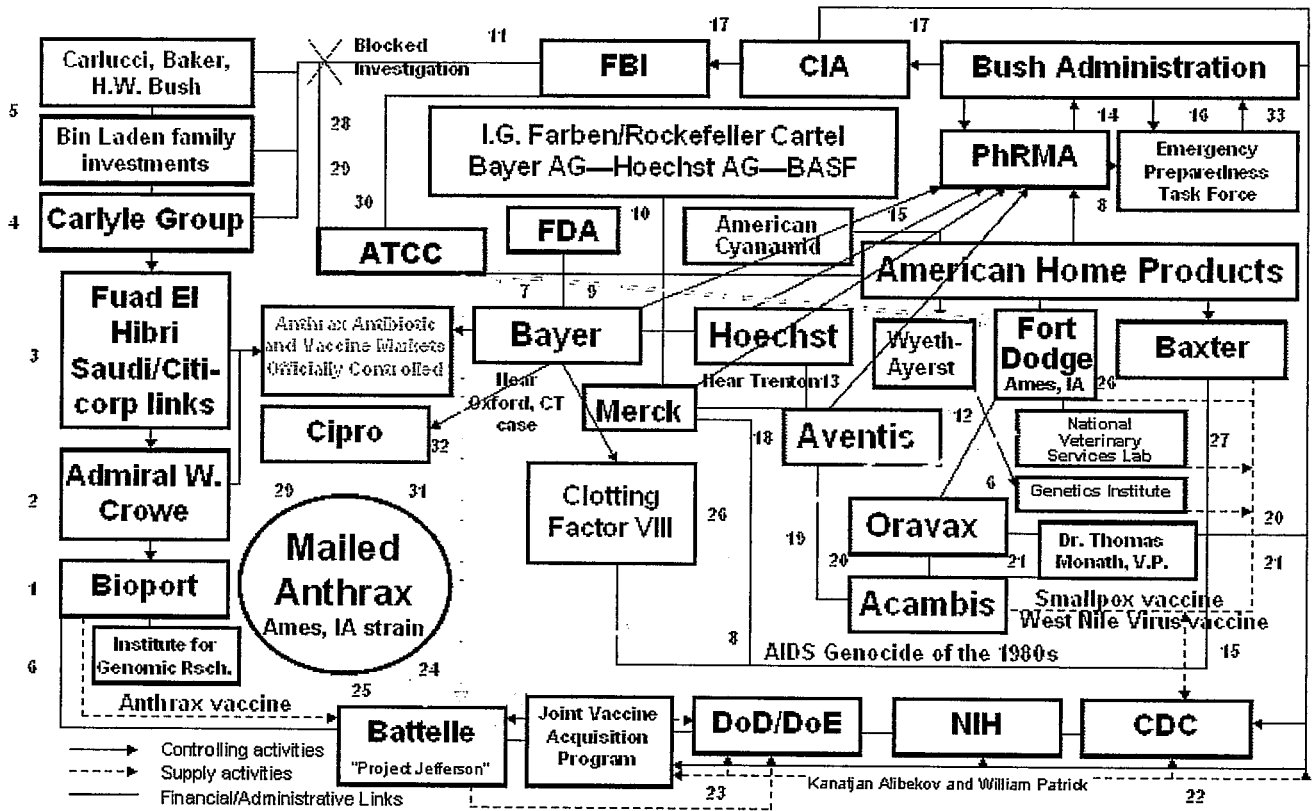 11
17
17
Carlucci, Baker,
H.W. Bush
Blocked
Investigation
FBI
CIA
Bush Administration
5
28
29
30
14
16
33
Bin Laden family
investments
I.G. Farben/Rockefeller Cartel
Bayer AG—Hoechst AG—BASF
PhRMA
Emergency
Preparedness
Task Force
4
Carlyle Group
ATCC
FDA
10
American
Cyanamid
15
8
American Home Products
Fuad El
Hibri
Saudi/Citi-
corp links
3
7
9
Anthrax Antibiotic
and Vaccine Markets
Officially Controlled
Bayer
Hoechst
Wyeth-
Ayerst
Fort
Dodge
Ames, IA
26
Baxter
Hear
Oxford, CT
case
Hear Trenton
13
Merck
Cipro
32
18
Aventis
12
National
Veterinary
Services Lab
27
Admiral W.
Crowe
2
29
31
Clotting
Factor VIII
26
6
Genetics Institute
20
21
Mailed
Anthrax
Ames, IA strain
19
Oravax
Dr. Thomas
Monath, V.P.
20
21
1
Bioport
Acambis
Smallpox vaccine
West Nile Virus vaccine
Institute for
Genomic Rsch.
6
24
25
8
AIDS Genocide of the 1980s
15
Anthrax vaccine
Battelle
"Project Jefferson"
Joint Vaccine
Acquisition
Program
DoD/DoE
NIH
CDC
Controlling activities
Supply activities
Financial/Administrative Links
23
Kanatjan Alibekov and William Patrick
22